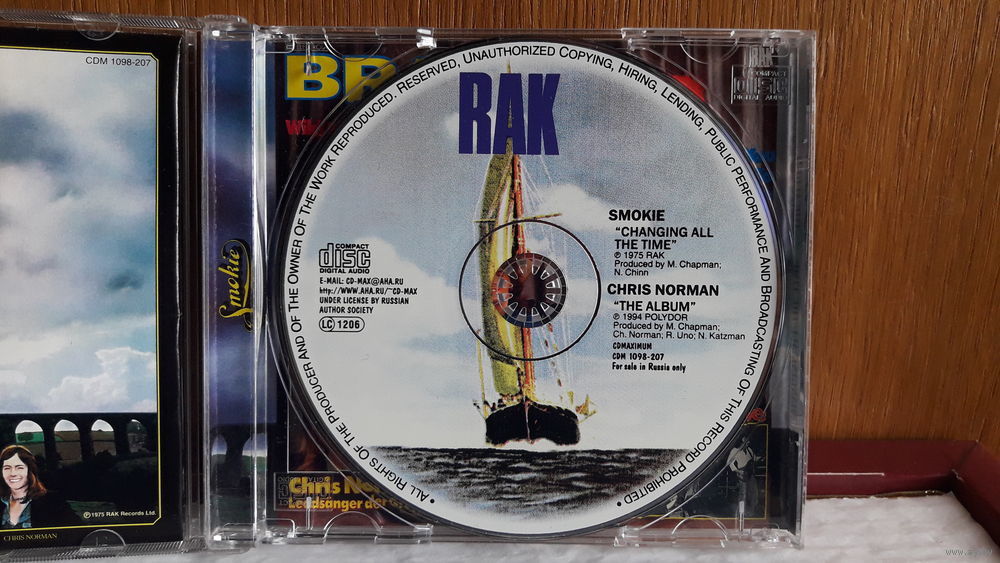 CDM 1098-207
©1975 RAK Records Ltd.
CHRIS NORMAN
Smokie
BR
ALL RIGHTS OF THE PRODUCER AND OF THE OWNER OF THE WORK REPRODUCED. RESERVED, UNAUTHORIZED COPYING, HIRING, LENDING, PUBLIC PERFORMANCE AND BROADCASTING OF THIS RECORD PROHIBITED
RAK
COMPACT
disc
DIGITAL AUDIO
E-MAIL: CD-MAX@AHA.RU
http://WWW.AHA.RU/~CD-MAX
UNDER LICENSE BY RUSSIAN
AUTHOR SOCIETY
LC 1206
SMOKIE
"CHANGING ALL
THE TIME"
℗ 1975 RAK
Produced by M. Chapman;
N. Chinn
CHRIS NORMAN
"THE ALBUM"
℗ 1994 POLYDOR
Produced by M. Chapman;
Ch. Norman; R. Uno; N. Katzman
CDMAXIMUM
CDM 1098-207
For sale in Russia only
COMPACT
disc
DIGITAL AUDIO
Chris No
Leadsänger der